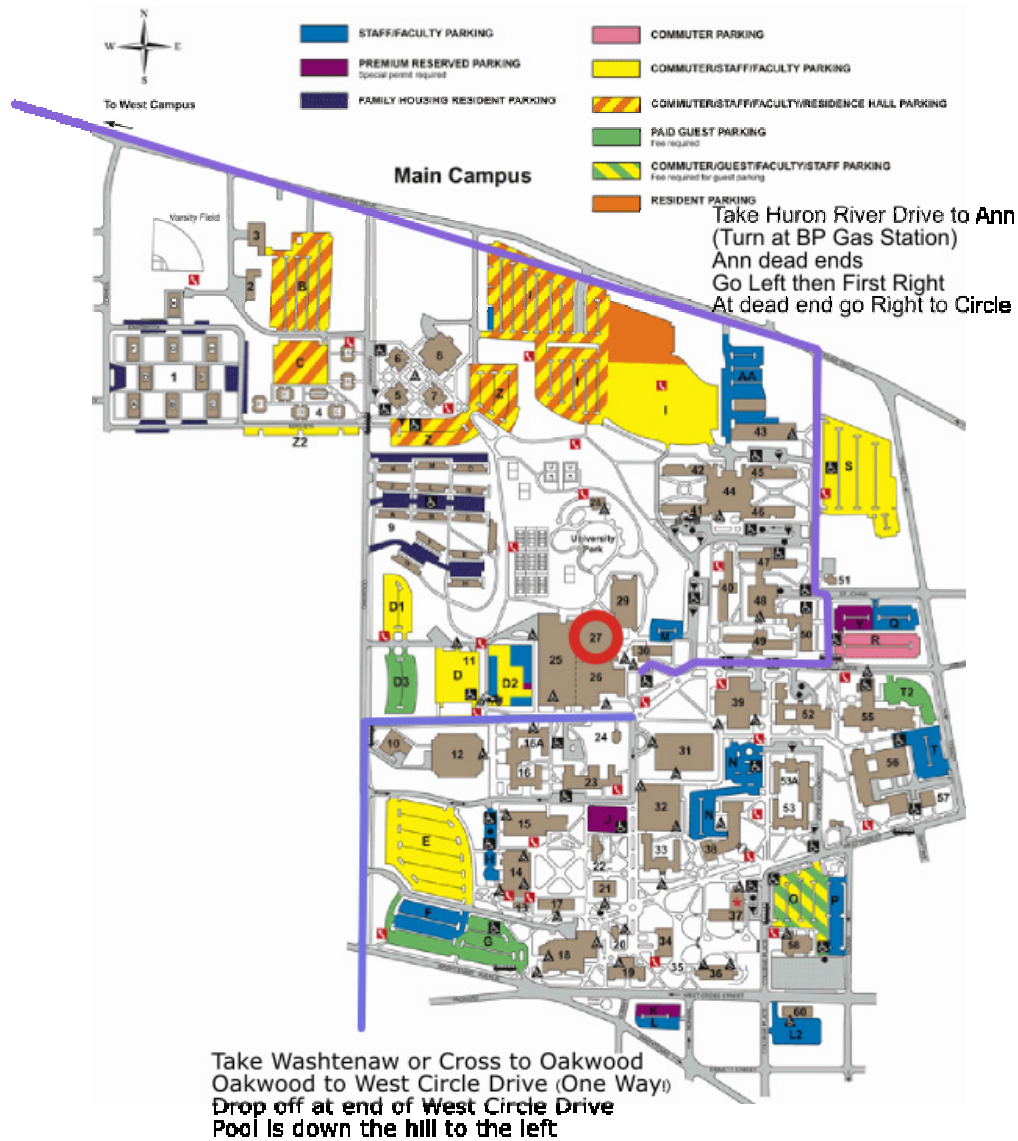 N
W E
S
To West Campus
STAFF/FACULTY PARKING
PREMIUM RESERVED PARKING
Special permit required
FAMILY HOUSING RESIDENT PARKING
COMMUTER PARKING
COMMUTER/STAFF/FACULTY PARKING
COMMUTER/STAFF/FACULTY/RESIDENCE HALL PARKING
PAID GUEST PARKING
Fee required
COMMUTER/GUEST/FACULTY/STAFF PARKING
Fee required for guest parking
RESIDENT PARKING
Main Campus
Take Huron River Drive to Ann
(Turn at BP Gas Station)
Ann dead ends
Go Left then First Right
At dead end go Right to Circle
Varsity Field
3
2
B
C
1
4
Z2
6
8
5
7
Z
Z
I
I
AA
43
S
42
45
44
41
46
9
28
University
Park
47
40
48
51
50
49
29
27
M
30
Y
Q
R
D1
D3
11
D
D2
25
26
39
52
T2
55
T
56
57
10
12
16A
16
24
23
31
N
N
53A
53
32
33
38
E
15
J
H
14
13
22
21
17
F
G
18
20
19
34
35
36
37
O
P
58
WEST CROSS STREET
K
L
60
L2
Take Washtenaw or Cross to Oakwood
Oakwood to West Circle Drive (One Way!)
Drop off at end of West Circle Drive
Pool is down the hill to the left